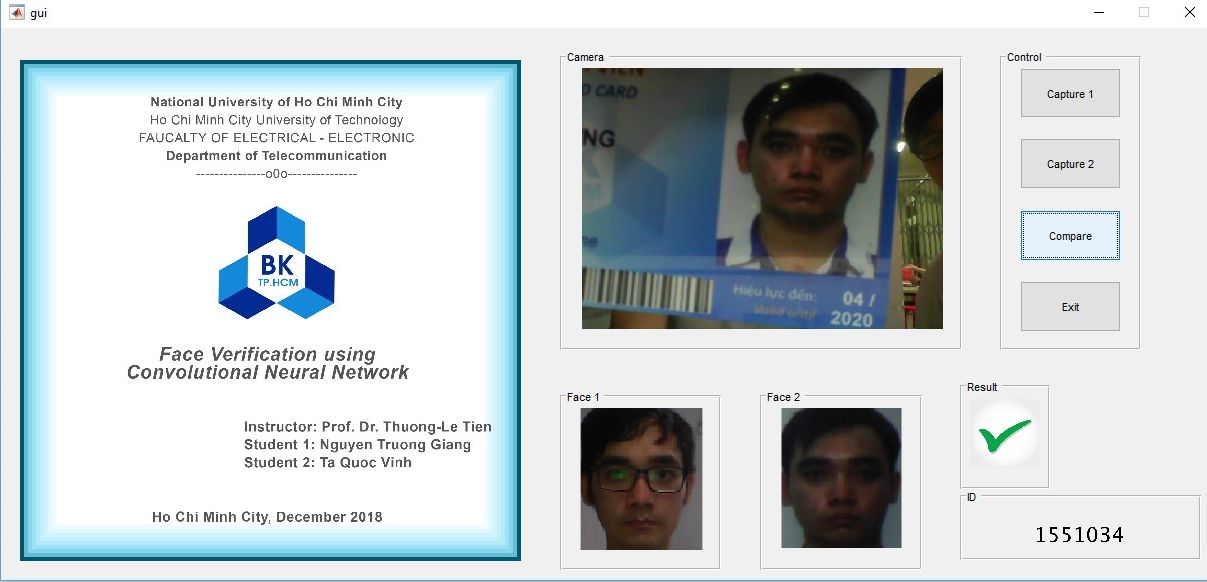 gui
National University of Ho Chi Minh City
Ho Chi Minh City University of Technology
FAUCALTY OF ELECTRICAL - ELECTRONIC
Department of Telecommunication
---------------o0o---------------
BK
TP.HCM
Face Verification using
Convolutional Neural Network
Instructor: Prof. Dr. Thuong-Le Tien
Student 1: Nguyen Truong Giang
Student 2: Ta Quoc Vinh
Ho Chi Minh City, December 2018
Camera
CARD
NG
Hiệu lực đến: 04 /
Valid until 2020
Control
Capture 1
Capture 2
Compare
Exit
Face 1
Face 2
Result
ID
1551034